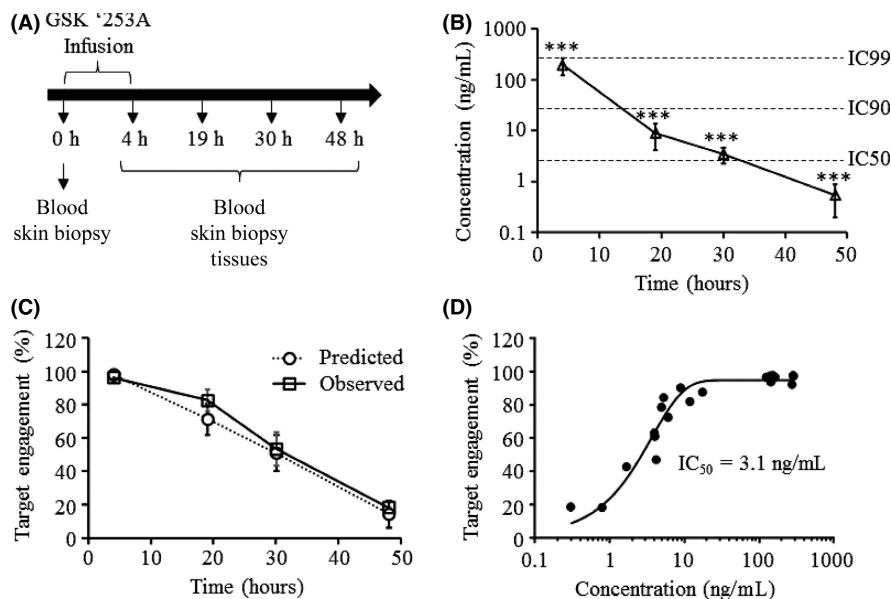 (A)
GSK ‘253A
Infusion
0 h
4 h
19 h
30 h
48 h
Blood
skin biopsy
Blood
skin biopsy
tissues
(B)
Concentration (ng/mL)
1000
100
10
1
0.1
***
***
***
***
IC99
IC90
IC50
0
10
20
30
40
50
Time (hours)
(C)
Target engagement (%)
120
100
80
60
40
20
0
Predicted
Observed
0
10
20
30
40
50
Time (hours)
(D)
Target engagement (%)
120
100
80
60
40
20
0
IC50 = 3.1 ng/mL
0.1
1
10
100
1000
Concentration (ng/mL)